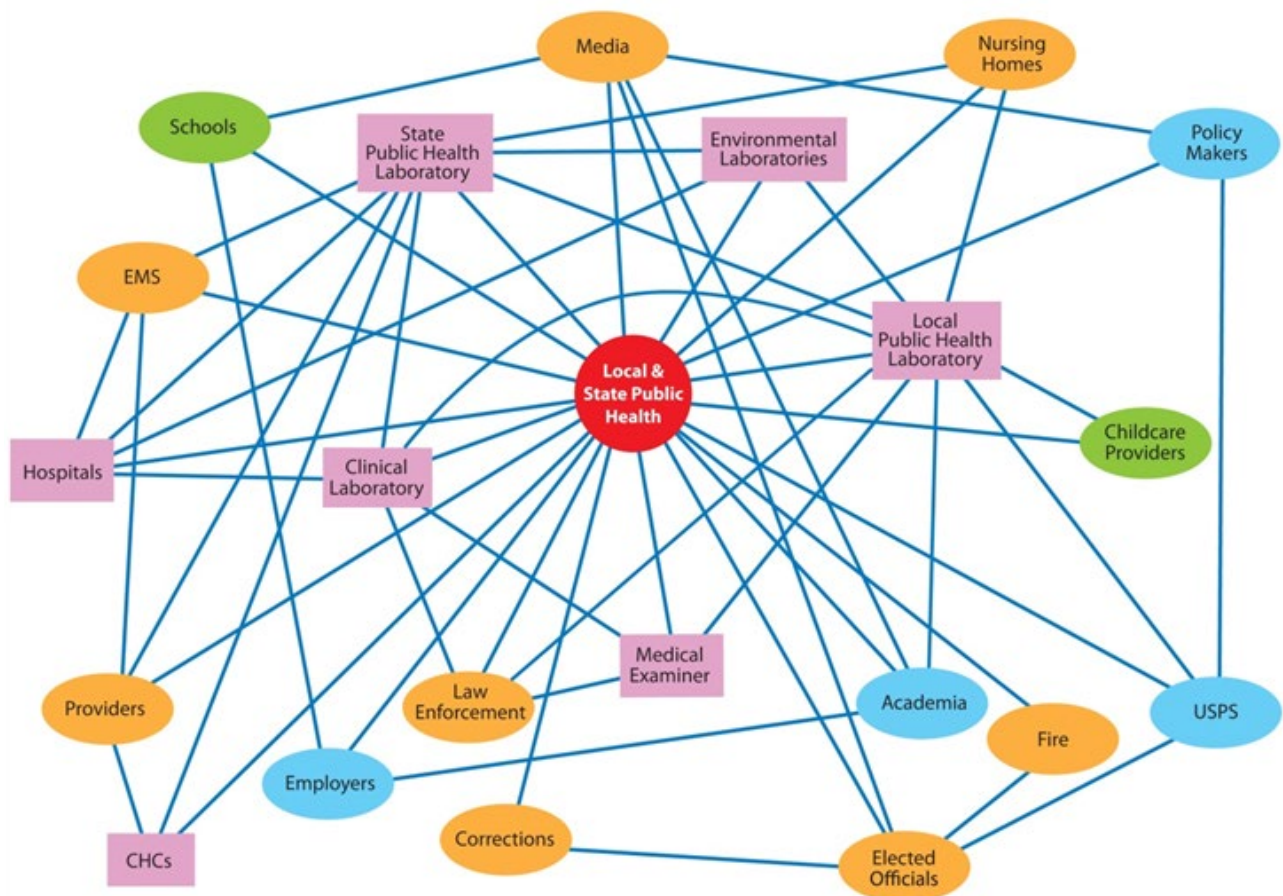 Media
Nursing
Homes
Schools
State
Public Health
Laboratory
Environmental
Laboratories
Policy
Makers
EMS
Local
Public Health
Laboratory
Local &
State Public
Health
Childcare
Providers
Hospitals
Clinical
Laboratory
Medical
Examiner
Providers
Law
Enforcement
Academia
USPS
Fire
Employers
Corrections
CHCs
Elected
Officials